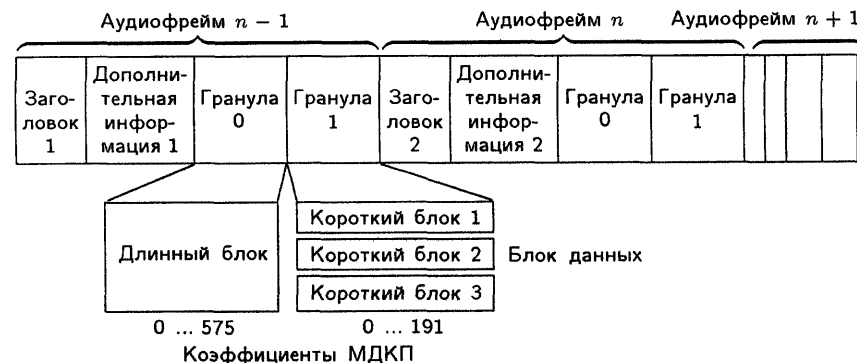 Аудиофрейм n − 1
Аудиофрейм n
Аудиофрейм n + 1
Заго-
ловок
1
Дополни-
тельная
инфор-
мация 1
Гранула
0
Гранула
1
Заго-
ловок
2
Дополни-
тельная
инфор-
мация 2
Гранула
0
Гранула
1
Длинный блок
Короткий блок 1
Короткий блок 2
Короткий блок 3
Блок данных
0 ... 575
0 ... 191
Коэффициенты МДКП